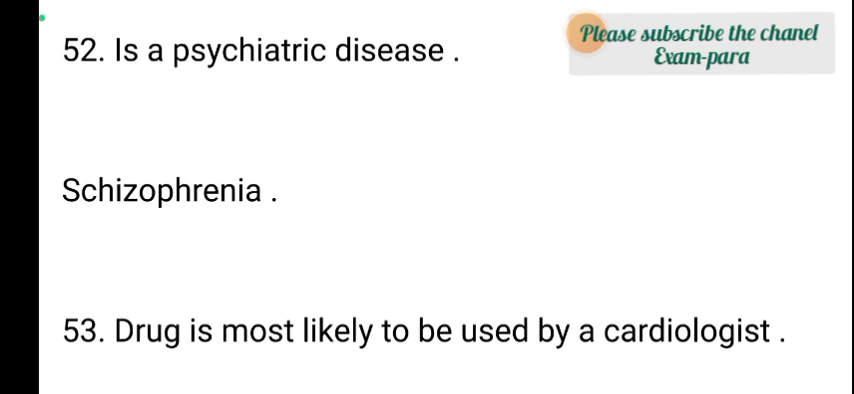 Please subscribe the chanel
Exam-para
52. Is a psychiatric disease .
Schizophrenia .
53. Drug is most likely to be used by a cardiologist .